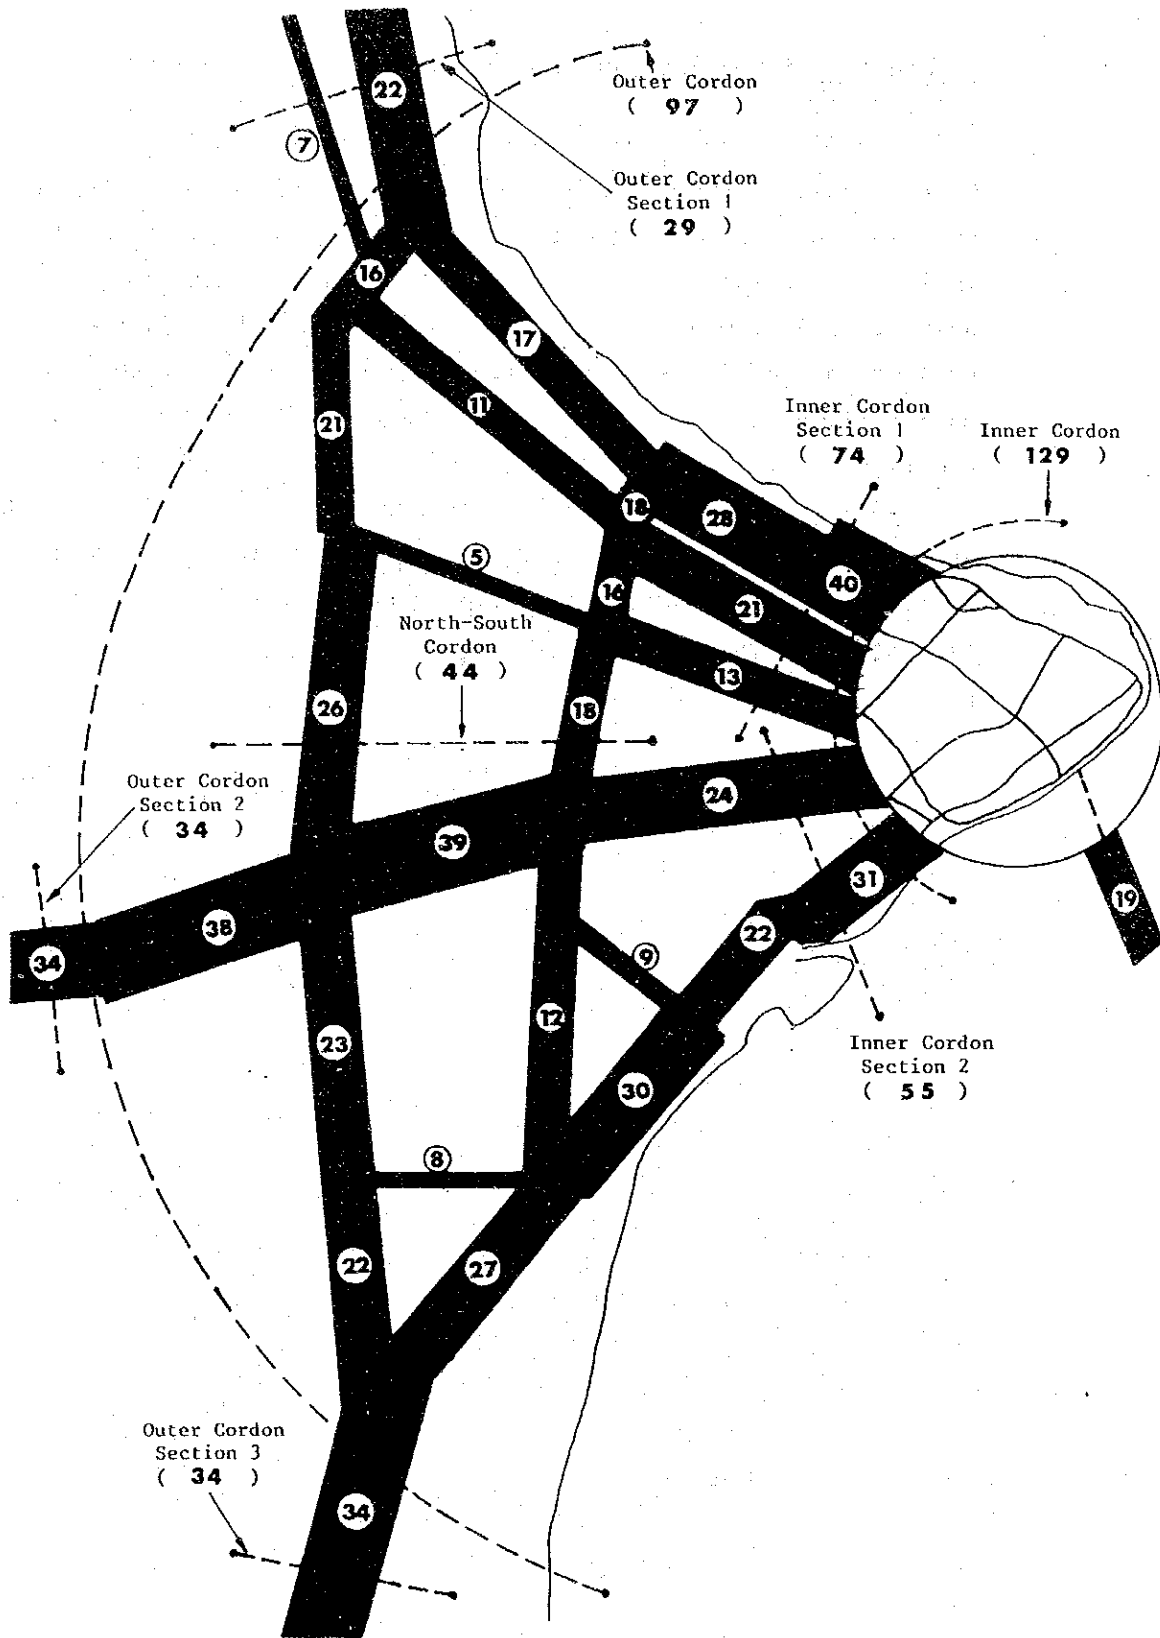 22
Outer Cordon
( 97 )
7
Outer Cordon
Section 1
( 29 )
16
17
11
21
Inner Cordon
Section 1
( 74 )
Inner Cordon
( 129 )
18
28
5
40
16
21
North-South
Cordon
( 44 )
13
26
18
Outer Cordon
Section 2
( 34 )
24
39
31
19
38
22
34
9
12
23
Inner Cordon
Section 2
( 55 )
30
8
22
27
Outer Cordon
Section 3
( 34 )
34